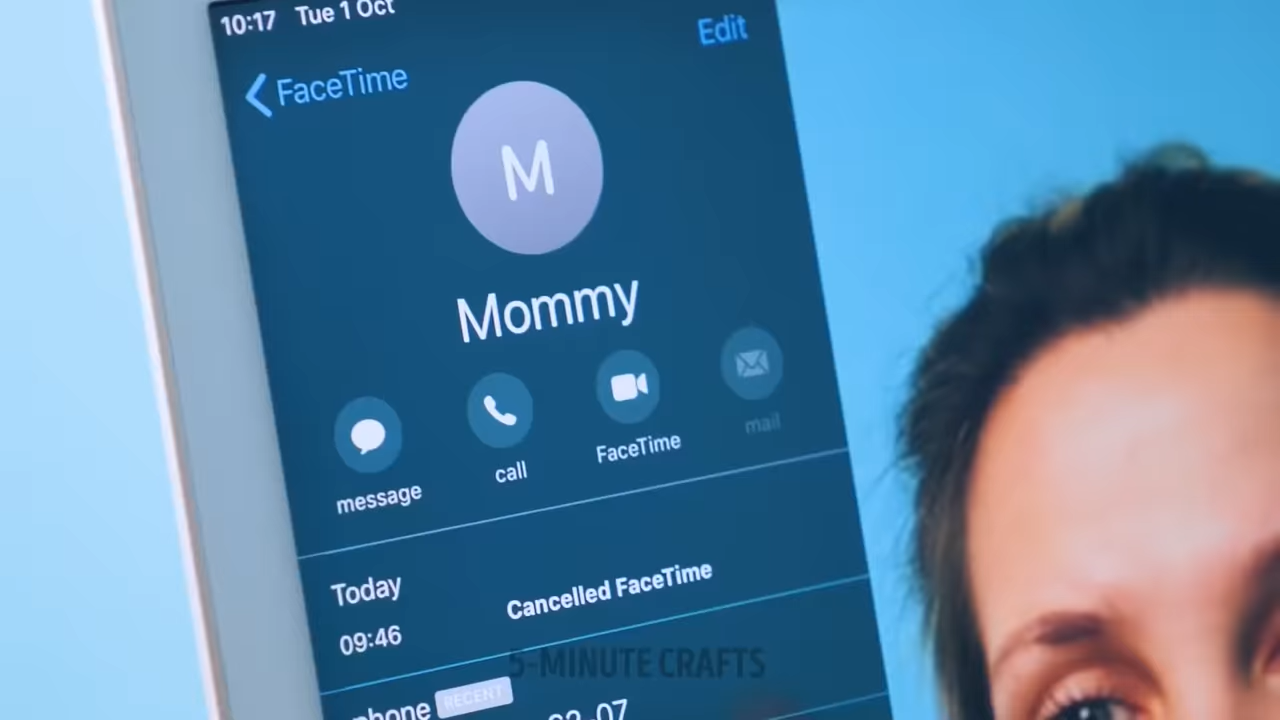 10:17 Tue 1 Oct
Edit
FaceTime
M
Mommy
message call FaceTime mail
Today
Cancelled FaceTime
09:46
5-MINUTE CRAFTS
phone RECENT